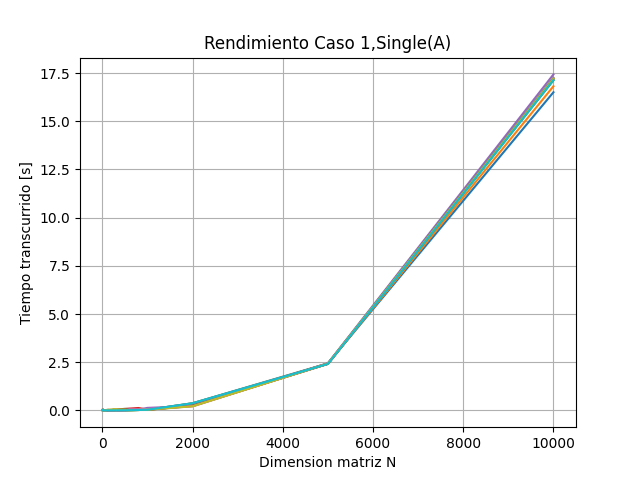 Rendimiento Caso 1,Single(A)
17.5
15.0
12.5
10.0
7.5
5.0
2.5
0.0
Tiempo transcurrido [s]
0 2000 4000 6000 8000 10000
Dimension matriz N